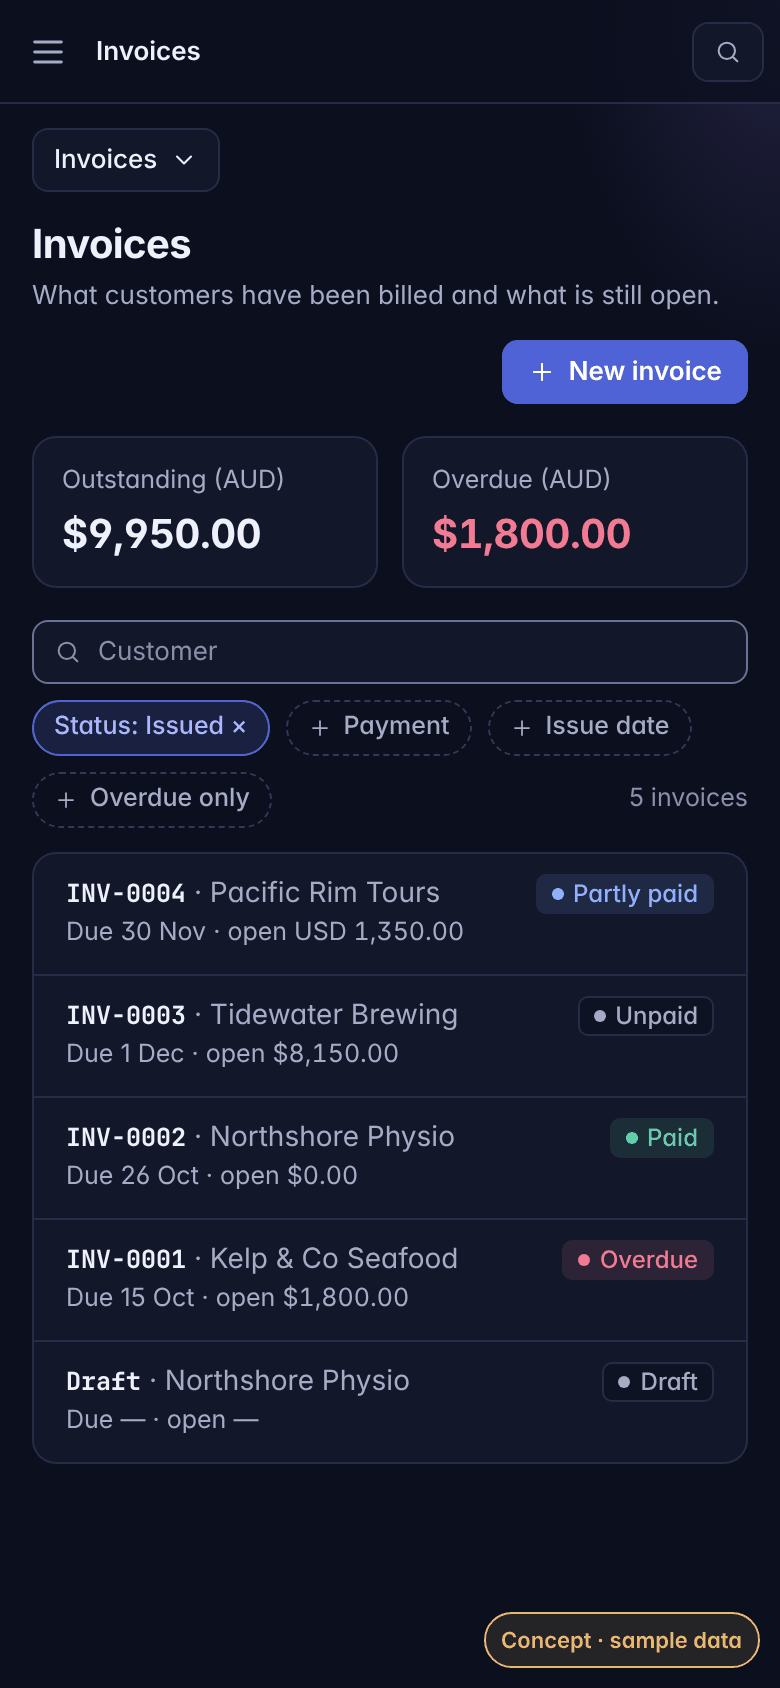 Invoices
Invoices
Invoices
What customers have been billed and what is still open.
+ New invoice
Outstanding (AUD)
$9,950.00
Overdue (AUD)
$1,800.00
Customer
Status: Issued ×
+ Payment
+ Issue date
+ Overdue only
5 invoices
INV-0004 · Pacific Rim Tours
Partly paid
Due 30 Nov · open USD 1,350.00
INV-0003 · Tidewater Brewing
Unpaid
Due 1 Dec · open $8,150.00
INV-0002 · Northshore Physio
Paid
Due 26 Oct · open $0.00
INV-0001 · Kelp & Co Seafood
Overdue
Due 15 Oct · open $1,800.00
Draft · Northshore Physio
Draft
Due — · open —
Concept · sample data